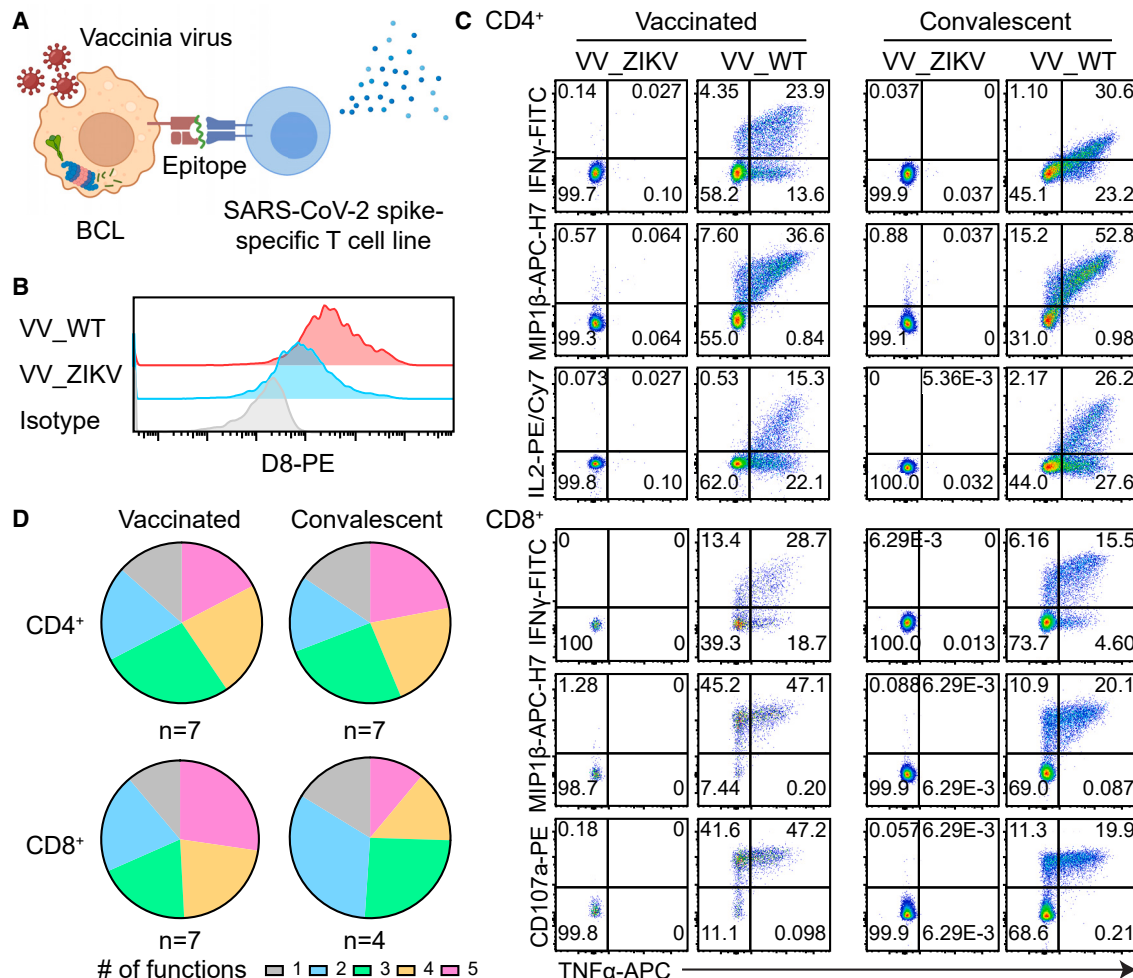 A
Vaccinia virus
Epitope
BCL
SARS-CoV-2 spike-
specific T cell line
B
VV_WT
VV_ZIKV
Isotype
D8-PE
C
CD4+
Vaccinated
Convalescent
VV_ZIKV
VV_WT
VV_ZIKV
VV_WT
IFNγ-FITC
0.14 0.027 4.35 23.9 0.037 0 1.10 30.6
99.7 0.10 58.2 13.6 99.9 0.037 45.1 23.2
MIP1β-APC-H7
0.57 0.064 7.60 36.6 0.88 0.037 15.2 52.8
99.3 0.064 55.0 0.84 99.1 0 31.0 0.98
IL2-PE/Cy7
0.073 0.027 0.53 15.3 0 5.36E-3 2.17 26.2
99.8 0.10 62.0 22.1 100.0 0.032 44.0 27.6
CD8+
IFNγ-FITC
0 0 13.4 28.7 6.29E-3 0 6.16 15.5
100 0 39.3 18.7 100.0 0.013 73.7 4.60
MIP1β-APC-H7
1.28 0 45.2 47.1 0.088 6.29E-3 10.9 20.1
98.7 0 7.44 0.20 99.9 6.29E-3 69.0 0.087
CD107a-PE
0.18 0 41.6 47.2 0.057 6.29E-3 11.3 19.9
99.8 0 11.1 0.098 99.9 6.29E-3 68.6 0.21
TNFα-APC
D
Vaccinated
Convalescent
CD4+
n=7
n=7
CD8+
n=7
n=4
# of functions 1 2 3 4 5